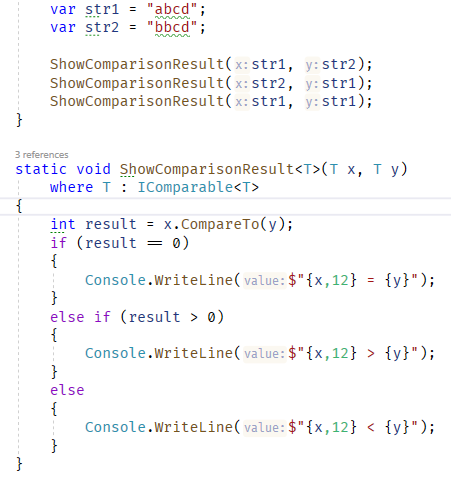 var str1 = "abcd";
var str2 = "bbcd";
ShowComparisonResult(x: str1, y: str2);
ShowComparisonResult(x: str2, y: str1);
ShowComparisonResult(x: str1, y: str1);
}
3 references
static void ShowComparisonResult<T>(T x, T y)
where T : IComparable<T>
{
int result = x.CompareTo(y);
if (result == 0)
{
Console.WriteLine(value: $"{x,12} = {y}");
}
else if (result > 0)
{
Console.WriteLine(value: $"{x,12} > {y}");
}
else
{
Console.WriteLine(value: $"{x,12} < {y}");
}
}